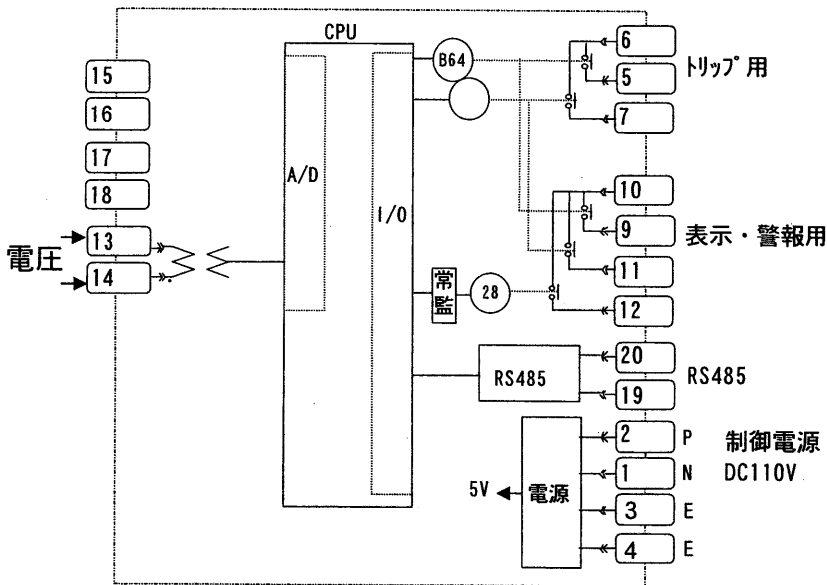 CPU
15
16
17
18
13
14
電圧
A/D
I/O
B64
6
5
7
トリップ用
10
9
11
12
表示・警報用
常監
28
RS485
20
19
RS485
5V
電源
2 P 制御電源
1 N DC110V
3 E
4 E